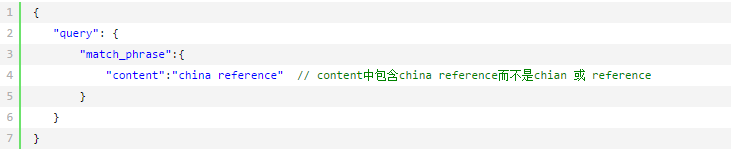 1 {
2 "query": {
3 "match_phrase":{
4 "content":"china reference" // content中包含china reference而不是chian 或 reference
5 }
6 }
7 }